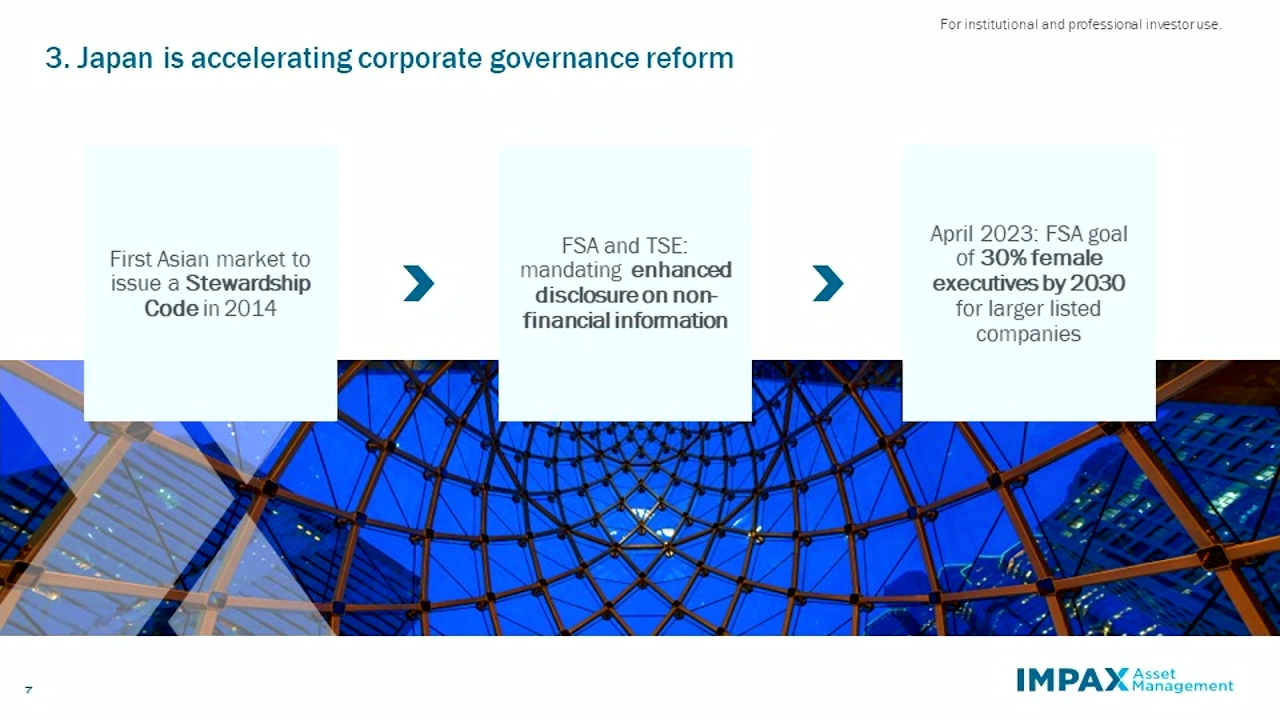 For institutional and professional investor use.
3. Japan is accelerating corporate governance reform
First Asian market to
issue a Stewardship
Code in 2014
FSA and TSE:
mandating enhanced
disclosure on non-
financial information
April 2023: FSA goal
of 30% female
executives by 2030
for larger listed
companies
7
IMPAX Asset
Management